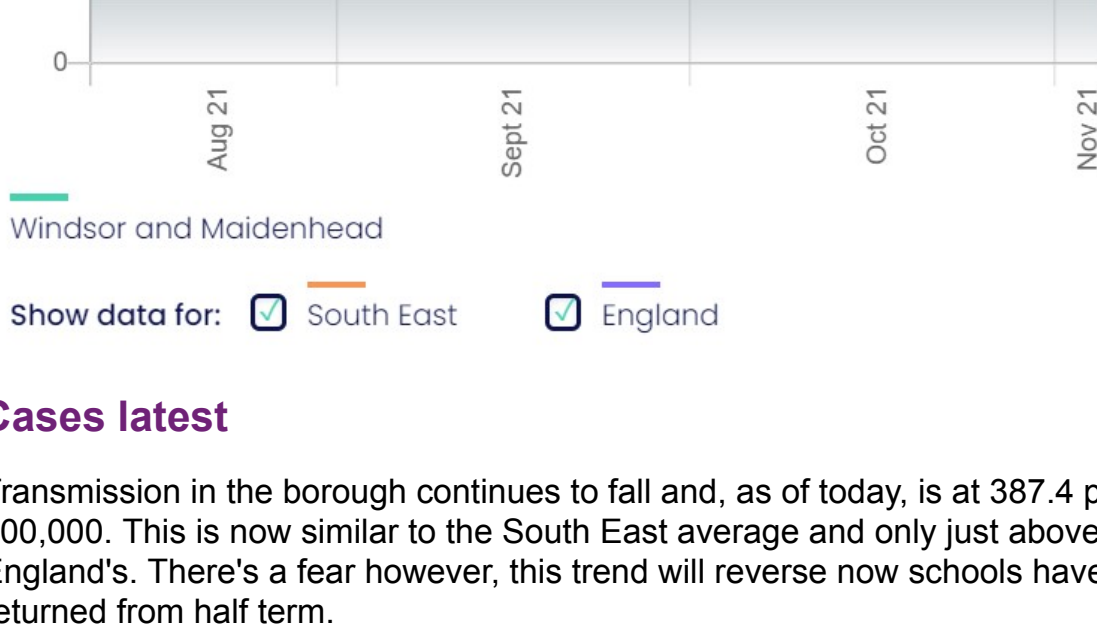 0
Aug 21
Sept 21
Oct 21
Nov 21
Windsor and Maidenhead
Show data for: South East England
Cases latest
Transmission in the borough continues to fall and, as of today, is at 387.4 p
00,000. This is now similar to the South East average and only just above
England's. There's a fear however, this trend will reverse now schools have
returned from half term.